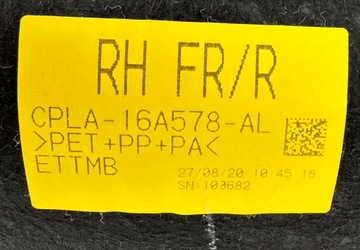 RH FR/R
CPLA-16A578-AL
>PET+PP+PA<
ETTMB
27/08/20 10:45:18
SN:100682